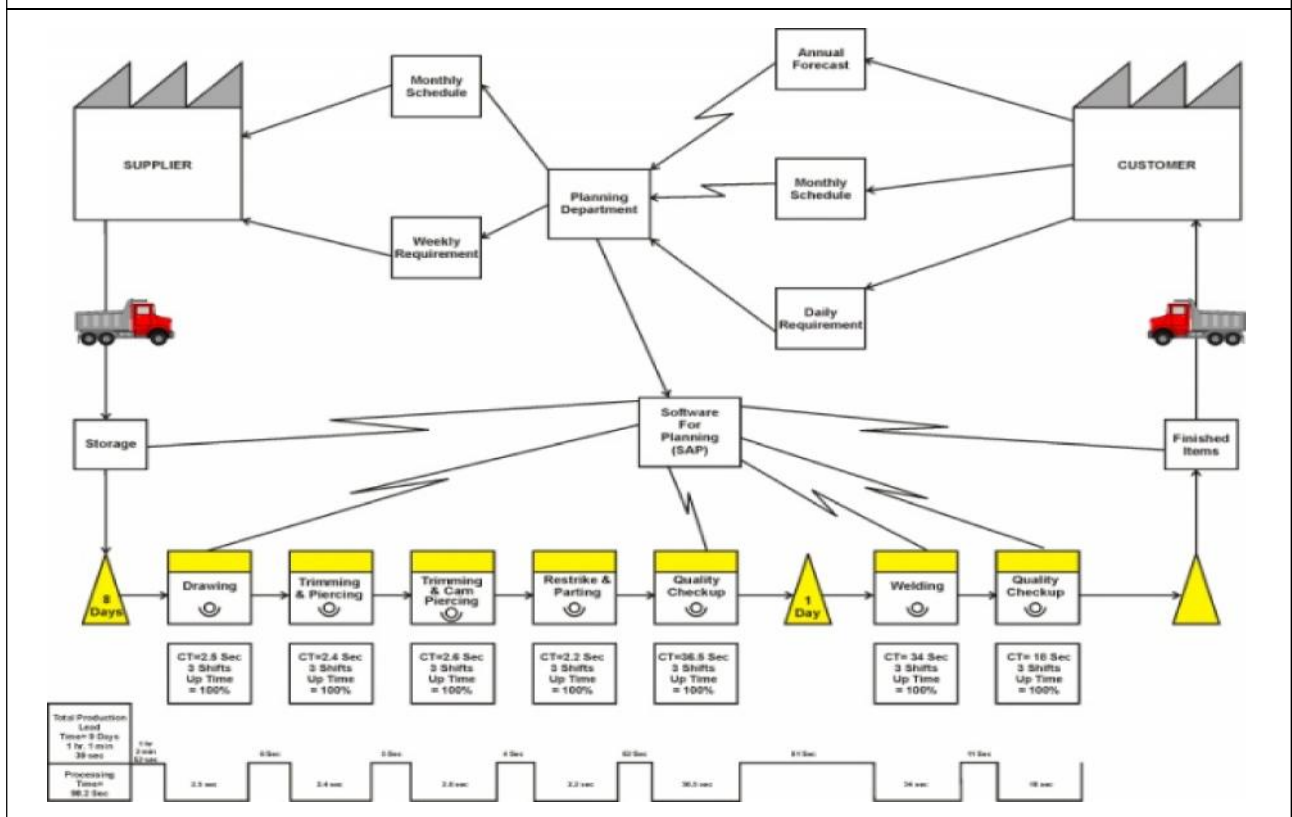 Annual
Forecast
Monthly
Schedule
SUPPLIER
CUSTOMER
Planning
Department
Monthly
Schedule
Weekly
Requirement
Daily
Requirement
Storage
Software
For
Planning
(SAP)
Finished
Items
8
Days
Drawing
Trimming
& Piercing
Trimming
& Cam
Piercing
Restrike &
Parting
Quality
Checkup
1
Day
Welding
Quality
Checkup
CT=2.5 Sec
3 Shifts
Up Time
= 100%
CT=2.4 Sec
3 Shifts
Up Time
= 100%
CT=2.6 Sec
3 Shifts
Up Time
= 100%
CT=2.2 Sec
3 Shifts
Up Time
= 100%
CT=36.5 Sec
3 Shifts
Up Time
= 100%
CT= 34 Sec
3 Shifts
Up Time
= 100%
CT= 18 Sec
3 Shifts
Up Time
= 100%
Total Production
Lead
Time= 9 Days
1 hr. 1 min
39 sec
Processing
Time=
98.2 Sec
1 hr
2.5 sec
2.4 sec
2.6 sec
4 Sec
2.2 sec
62 Sec
36.5 sec
34 sec
11 Sec
18 sec